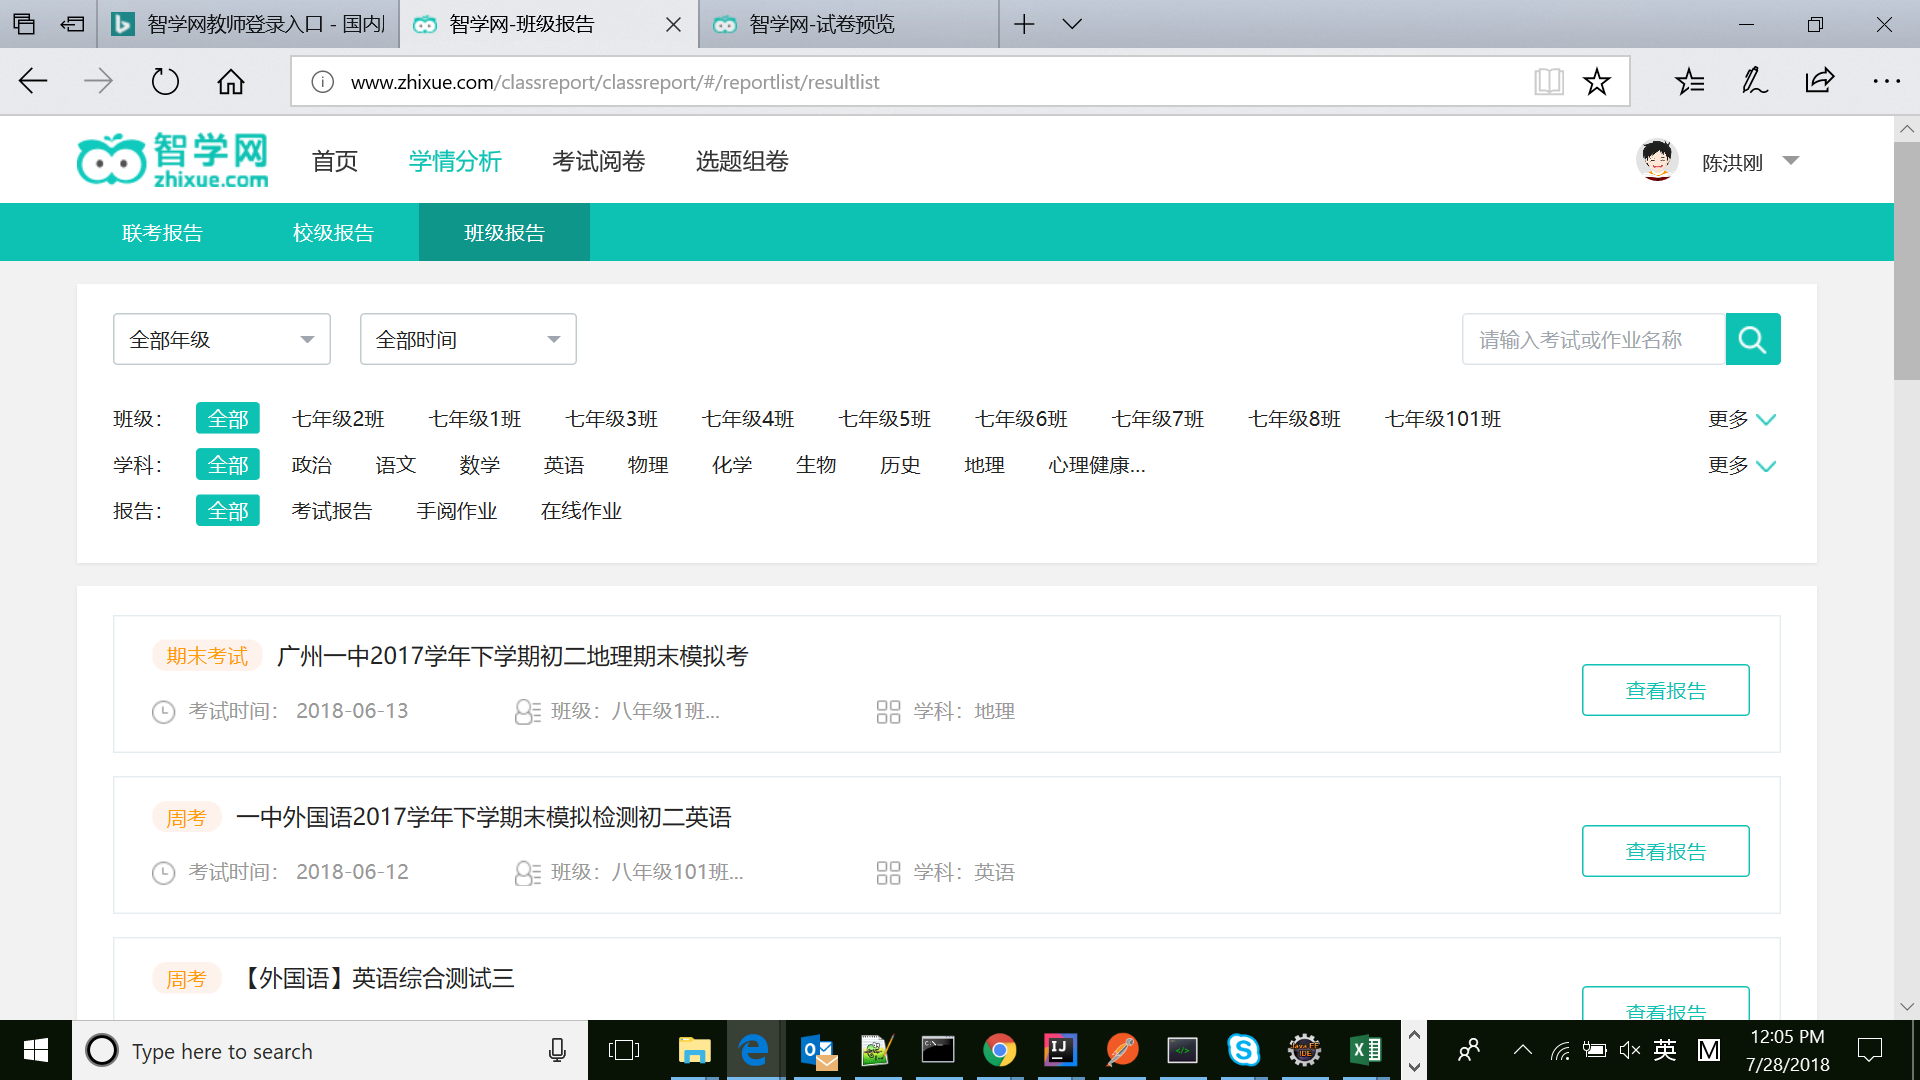 智学网教师登录入口 - 国内
智学网-班级报告
智学网-试卷预览
www.zhixue.com/classreport/classreport/#/reportlist/resultlist
智学网
zhixue.com
首页 学情分析 考试阅卷 选题组卷
陈洪刚
联考报告 校级报告 班级报告
全部年级 全部时间 请输入考试或作业名称
班级： 全部 七年级2班 七年级1班 七年级3班 七年级4班 七年级5班 七年级6班 七年级7班 七年级8班 七年级101班 更多
学科： 全部 政治 语文 数学 英语 物理 化学 生物 历史 地理 心理健康... 更多
报告： 全部 考试报告 手阅作业 在线作业
期末考试 广州一中2017学年下学期初二地理期末模拟考
考试时间： 2018-06-13 班级：八年级1班... 学科：地理
查看报告
周考 一中外国语2017学年下学期末模拟检测初二英语
考试时间： 2018-06-12 班级：八年级101班... 学科：英语
查看报告
周考 【外国语】英语综合测试三
查看报告
Type here to search
英
M
12:05 PM
7/28/2018